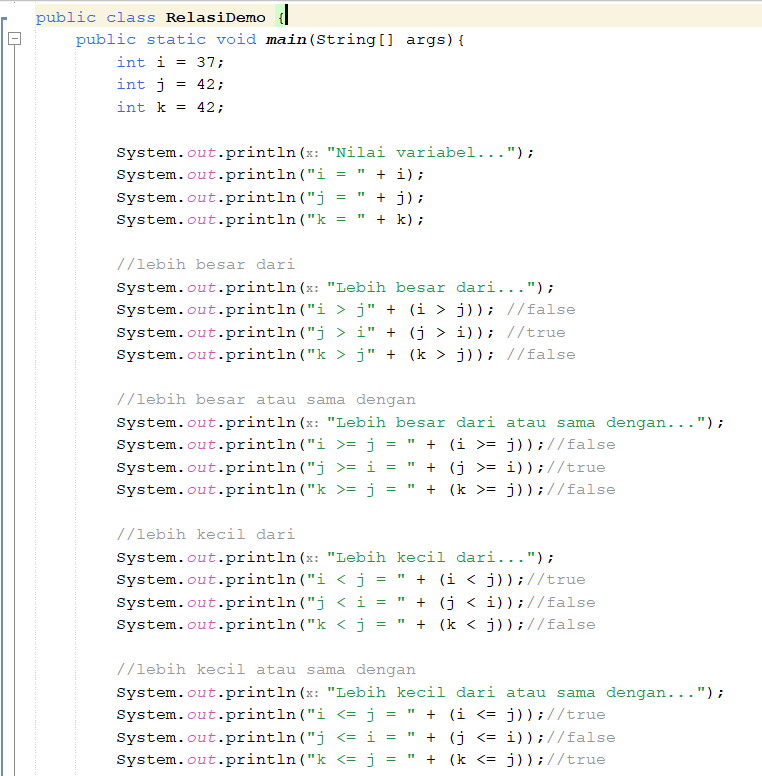 public class RelasiDemo {
public static void main(String[] args){
int i = 37;
int j = 42;
int k = 42;
System.out.println(x: "Nilai variabel...");
System.out.println("i = " + i);
System.out.println("j = " + j);
System.out.println("k = " + k);
//lebih besar dari
System.out.println(x: "Lebih besar dari...");
System.out.println("i > j" + (i > j)); //false
System.out.println("j > i" + (j > i)); //true
System.out.println("k > j" + (k > j)); //false
//lebih besar atau sama dengan
System.out.println(x: "Lebih besar dari atau sama dengan...");
System.out.println("i >= j = " + (i >= j));//false
System.out.println("j >= i = " + (j >= i));//true
System.out.println("k >= j = " + (k >= j));//false
//lebih kecil dari
System.out.println(x: "Lebih kecil dari...");
System.out.println("i < j = " + (i < j));//true
System.out.println("j < i = " + (j < i));//false
System.out.println("k < j = " + (k < j));//false
//lebih kecil atau sama dengan
System.out.println(x: "Lebih kecil dari atau sama dengan...");
System.out.println("i <= j = " + (i <= j));//true
System.out.println("j <= i = " + (j <= i));//false
System.out.println("k <= j = " + (k <= j));//true